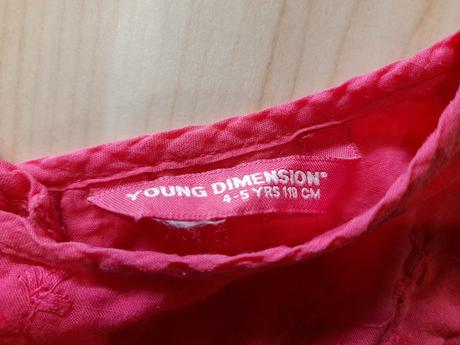 YOUNG DIMENSION®
4-5 YRS 110 CM